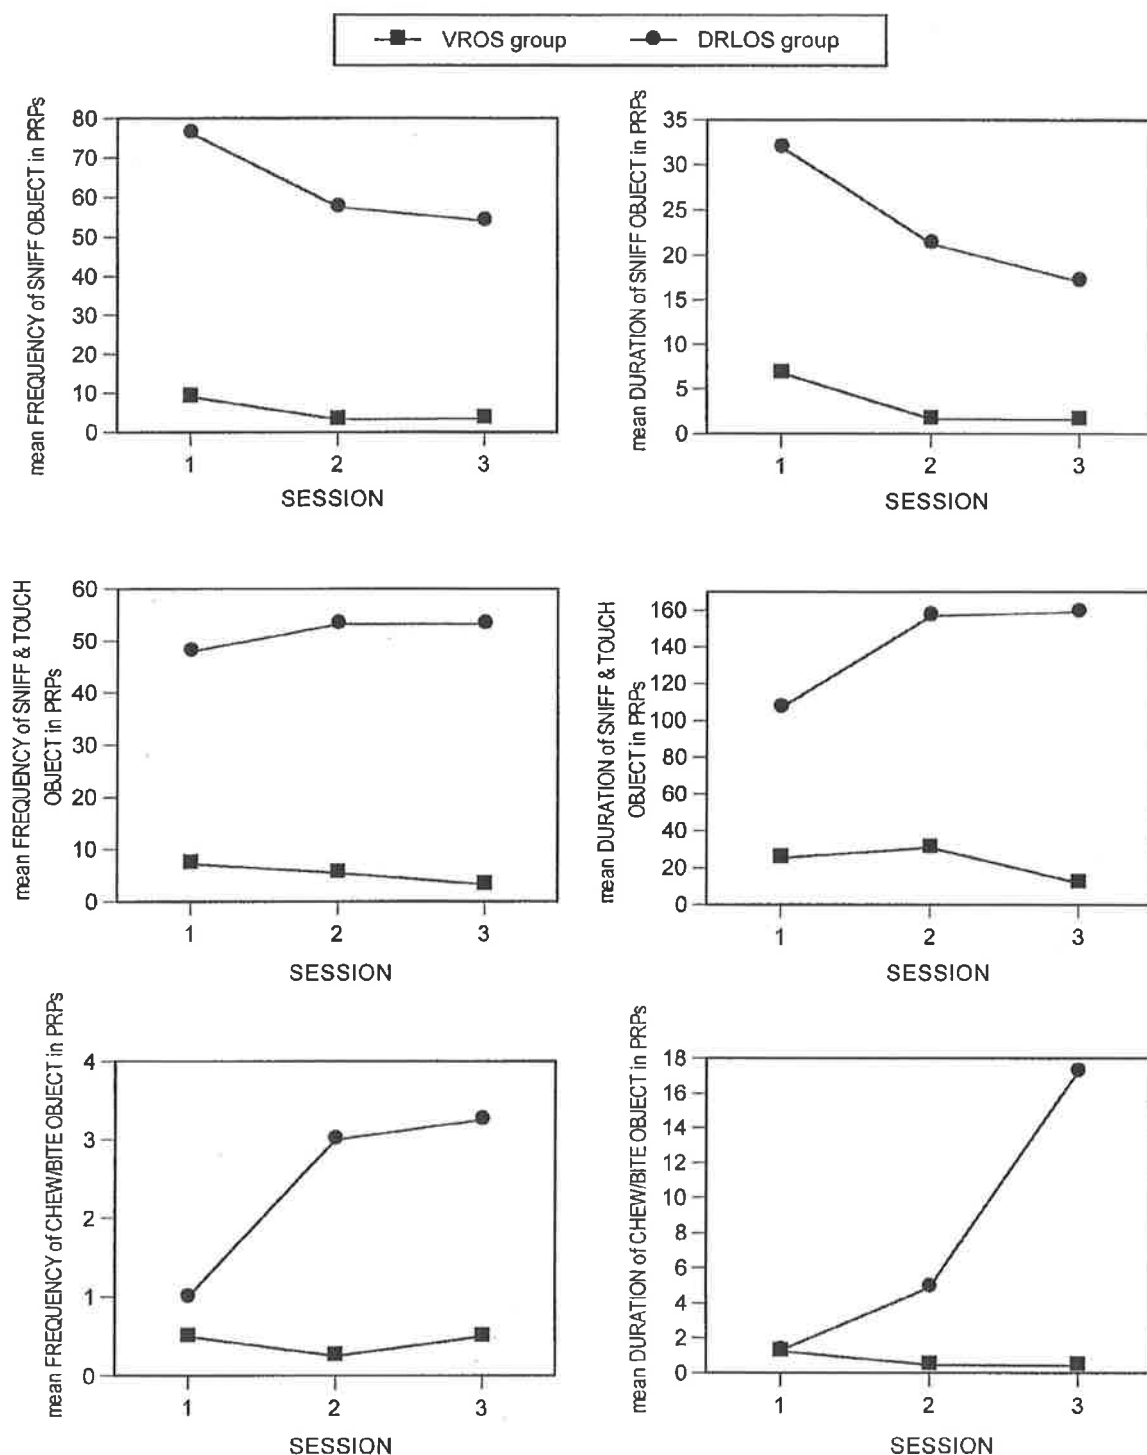 VROS group DRLOS group
mean FREQUENCY of SNIFF OBJECT in PRPs
80
70
60
50
40
30
20
10
0
1 2 3
SESSION
mean DURATION of SNIFF OBJECT in PRPs
35
30
25
20
15
10
5
0
1 2 3
SESSION
mean FREQUENCY of SNIFF & TOUCH
OBJECT in PRPs
60
50
40
30
20
10
0
1 2 3
SESSION
mean DURATION of SNIFF & TOUCH
OBJECT in PRPs
160
140
120
100
80
60
40
20
0
1 2 3
SESSION
mean FREQUENCY of CHEW/BITE OBJECT in PRPs
4
3
2
1
0
1 2 3
SESSION
mean DURATION of CHEW/BITE OBJECT in PRPs
18
16
14
12
10
8
6
4
2
0
1 2 3
SESSION